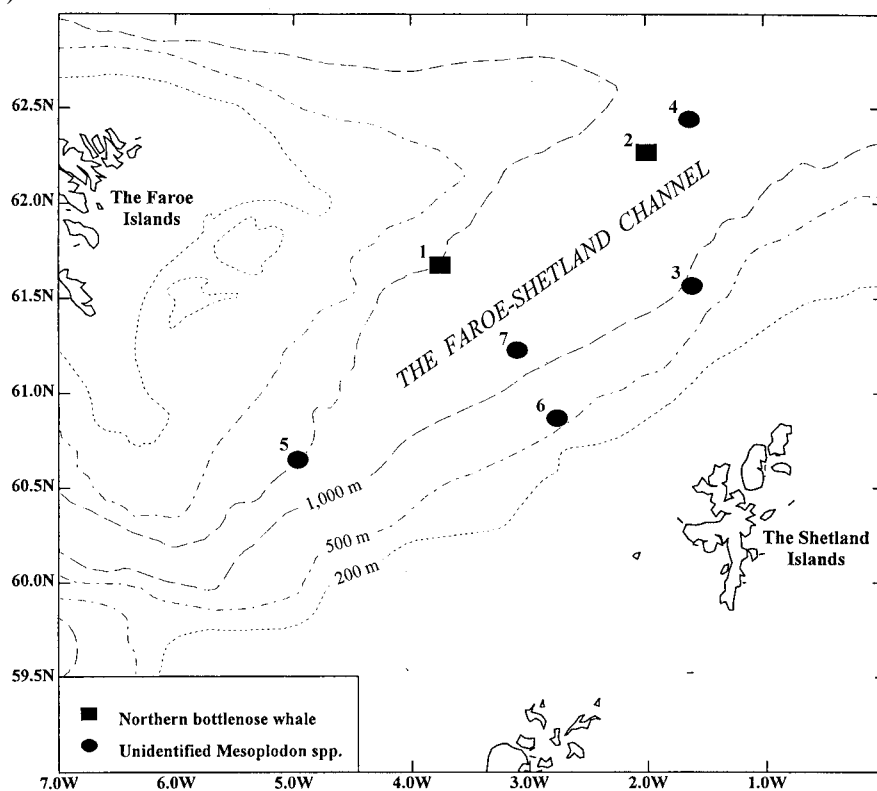 )
62.5N
62.0N
61.5N
61.0N
60.5N
60.0N
59.5N
The Faroe
Islands
4
2
1
THE FAROE-SHETLAND CHANNEL
3
7
6
5
1,000 m
500 m
200 m
The Shetland
Islands
Northern bottlenose whale
Unidentified Mesoplodon spp.
7.0W 6.0W 5.0W 4.0W 3.0W 2.0W 1.0W